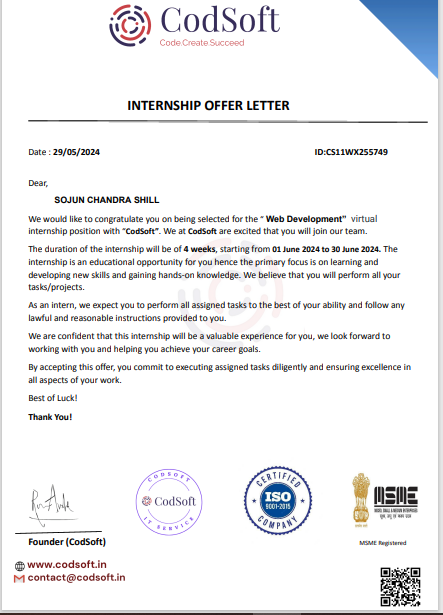 CodSoft
Code.Create Succeed
INTERNSHIP OFFER LETTER
Date : 29/05/2024 ID:CS11WX255749
Dear,
SOJUN CHANDRA SHILL
We would like to congratulate you on being selected for the " Web Development" virtual
internship position with "CodSoft". We at CodSoft are excited that you will join our team.
The duration of the internship will be of 4 weeks, starting from 01 June 2024 to 30 June 2024. The
internship is an educational opportunity for you hence the primary focus is on learning and
developing new skills and gaining hands-on knowledge. We believe that you will perform all your
tasks/projects.
As an intern, we expect you to perform all assigned tasks to the best of your ability and follow any
lawful and reasonable instructions provided to you.
We are confident that this internship will be a valuable experience for you, we look forward to
working with you and helping you achieve your career goals.
By accepting this offer, you commit to executing assigned tasks diligently and ensuring excellence in
all aspects of your work.
Best of Luck!
Thank You!
CODSOFT
CodSoft
IT SERVICE
CERTIFIED
ISO
9001-2015
COMPANY
MSME
MICRO, SMALL & MEDIUM ENTERPRISES
Founder (CodSoft)
MSME Registered
www.codsoft.in
contact@codsoft.in